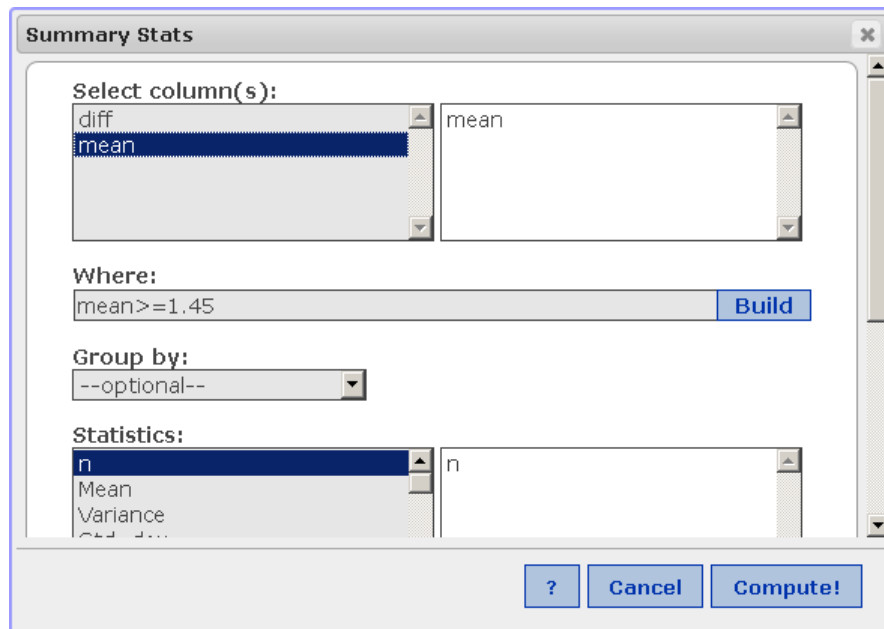 Summary Stats
Select column(s):
diff
mean
mean
Where:
mean>=1.45
Build
Group by:
--optional--
Statistics:
n
Mean
Variance
n
?
Cancel
Compute!